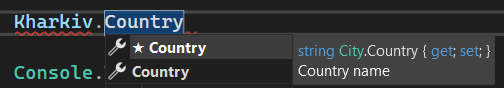 Kharkiv.Country
★ Country string City.Country { get; set; }
Country Country name
Console.